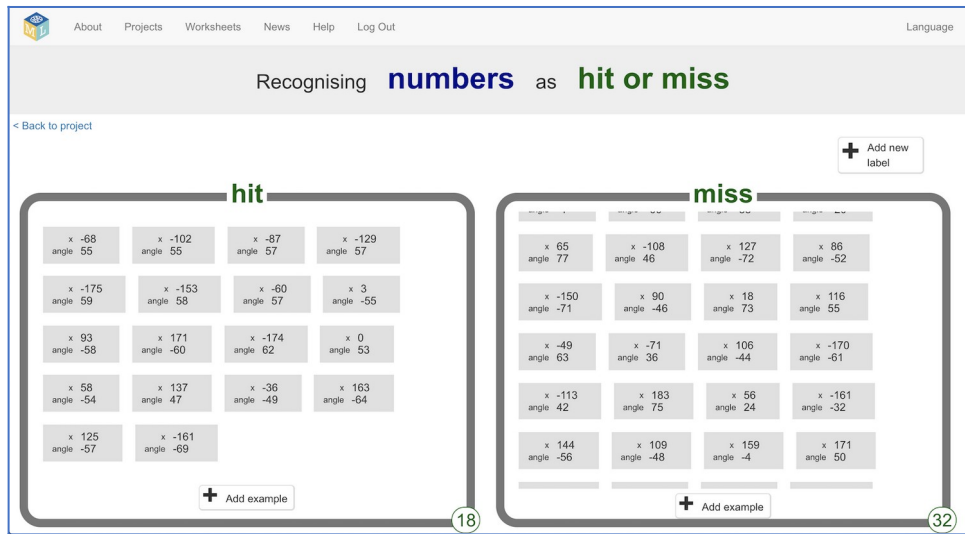 About Projects Worksheets News Help Log Out Language
Recognising numbers as hit or miss
< Back to project
Add new
label
hit
x -68 x -102 x -87 x -129
angle 55 angle 55 angle 57 angle 57
x -175 x -153 x -60 x 3
angle 59 angle 58 angle 57 angle -55
x 93 x 171 x -174 x 0
angle -58 angle -60 angle 62 angle 53
x 58 x 137 x -36 x 163
angle -54 angle 47 angle -49 angle -64
x 125 x -161
angle -57 angle -69
Add example
18
miss
x 65 x -108 x 127 x 86
angle 77 angle 46 angle -72 angle -52
x -150 x 90 x 18 x 116
angle -71 angle -46 angle 73 angle 55
x -49 x -71 x 106 x -170
angle 63 angle 36 angle -44 angle -61
x -113 x 183 x 56 x -161
angle 42 angle 75 angle 24 angle -32
x 144 x 109 x 159 x 171
angle -56 angle -48 angle -4 angle 50
Add example
32